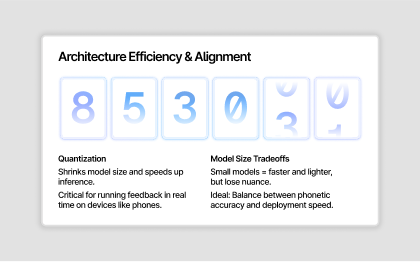 Architecture Efficiency & Alignment
8 5 3 0 3
Quantization
Shrinks model size and speeds up
inference.
Critical for running feedback in real
time on devices like phones.
Model Size Tradeoffs
Small models = faster and lighter,
but lose nuance.
Ideal: Balance between phonetic
accuracy and deployment speed.